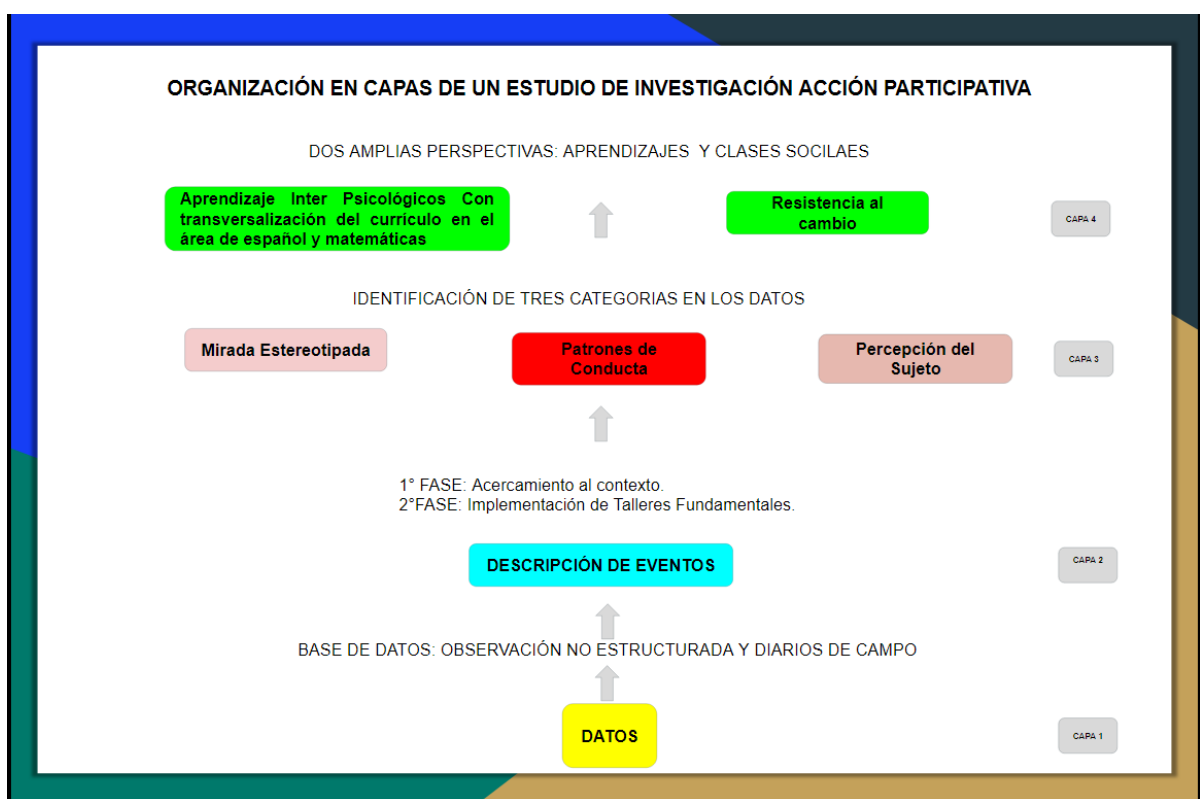 ORGANIZACIÓN EN CAPAS DE UN ESTUDIO DE INVESTIGACIÓN ACCIÓN PARTICIPATIVA
DOS AMPLIAS PERSPECTIVAS: APRENDIZAJES Y CLASES SOCILAES
Aprendizaje Inter Psicológicos Con
transversalización del currículo en el
área de español y matemáticas
Resistencia al
cambio
CAPA 4
IDENTIFICACIÓN DE TRES CATEGORIAS EN LOS DATOS
Mirada Estereotipada
Patrones de
Conducta
Percepción del
Sujeto
CAPA 3
1° FASE: Acercamiento al contexto.
2°FASE: Implementación de Talleres Fundamentales.
DESCRIPCIÓN DE EVENTOS
CAPA 2
BASE DE DATOS: OBSERVACIÓN NO ESTRUCTURADA Y DIARIOS DE CAMPO
DATOS
CAPA 1